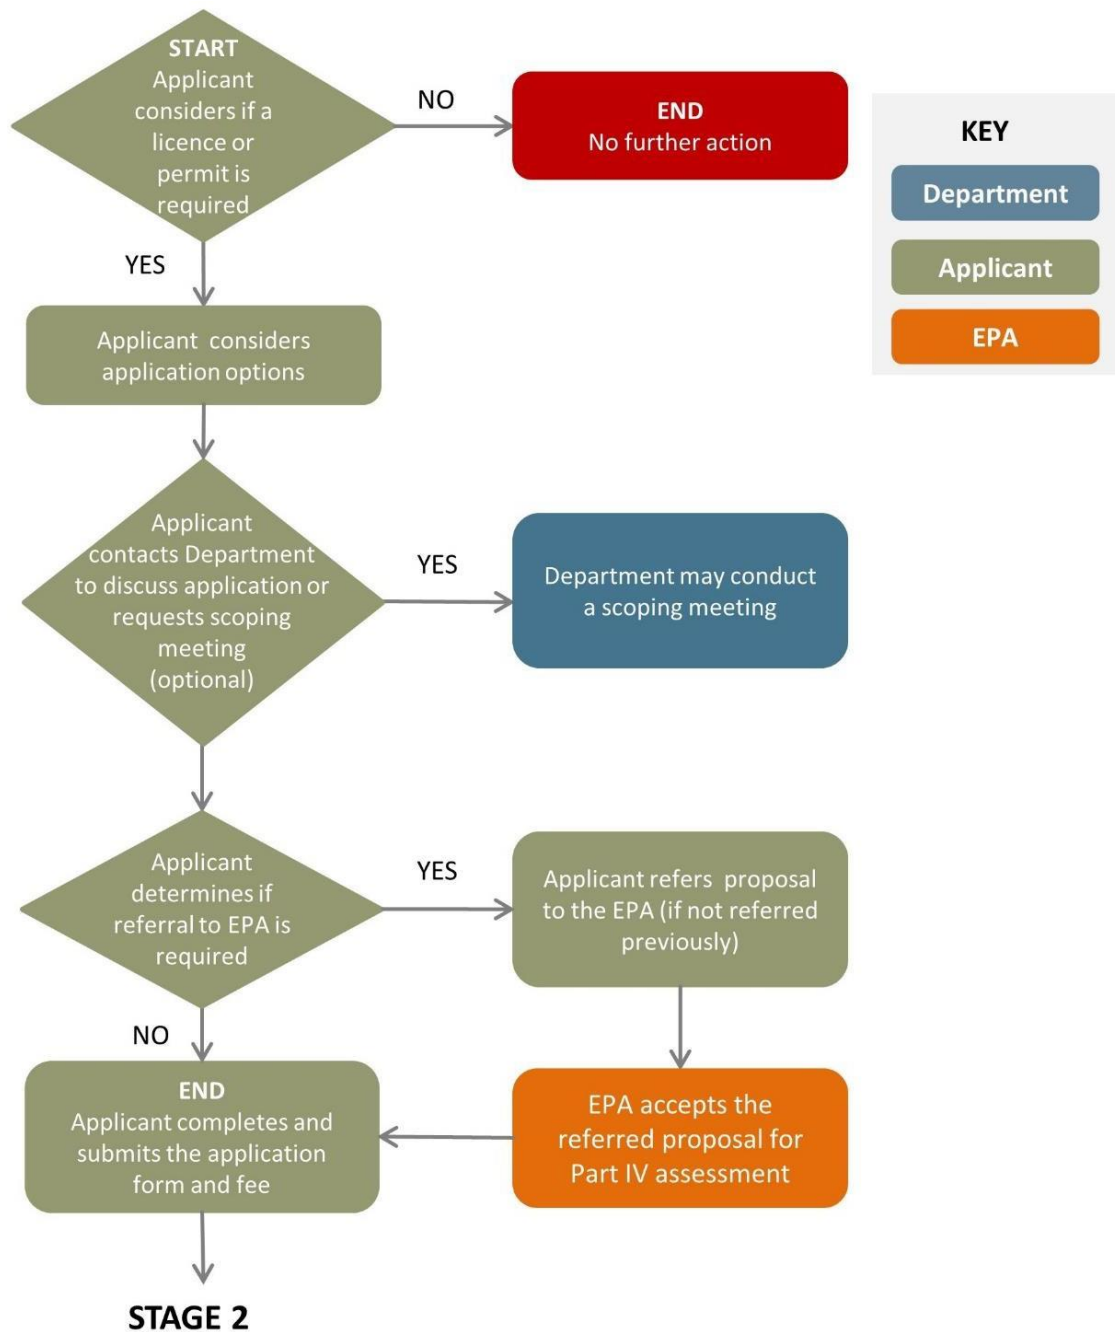 START
Applicant
considers if a
licence or
permit is
required
NO
END
No further action
KEY
Department
Applicant
EPA
YES
Applicant considers
application options
Applicant
contacts Department
to discuss application or
requests scoping
meeting
(optional)
YES
Department may conduct
a scoping meeting
Applicant
determines if
referral to EPA is
required
YES
Applicant refers proposal
to the EPA (if not referred
previously)
NO
END
Applicant completes and
submits the application
form and fee
EPA accepts the
referred proposal for
Part IV assessment
STAGE 2